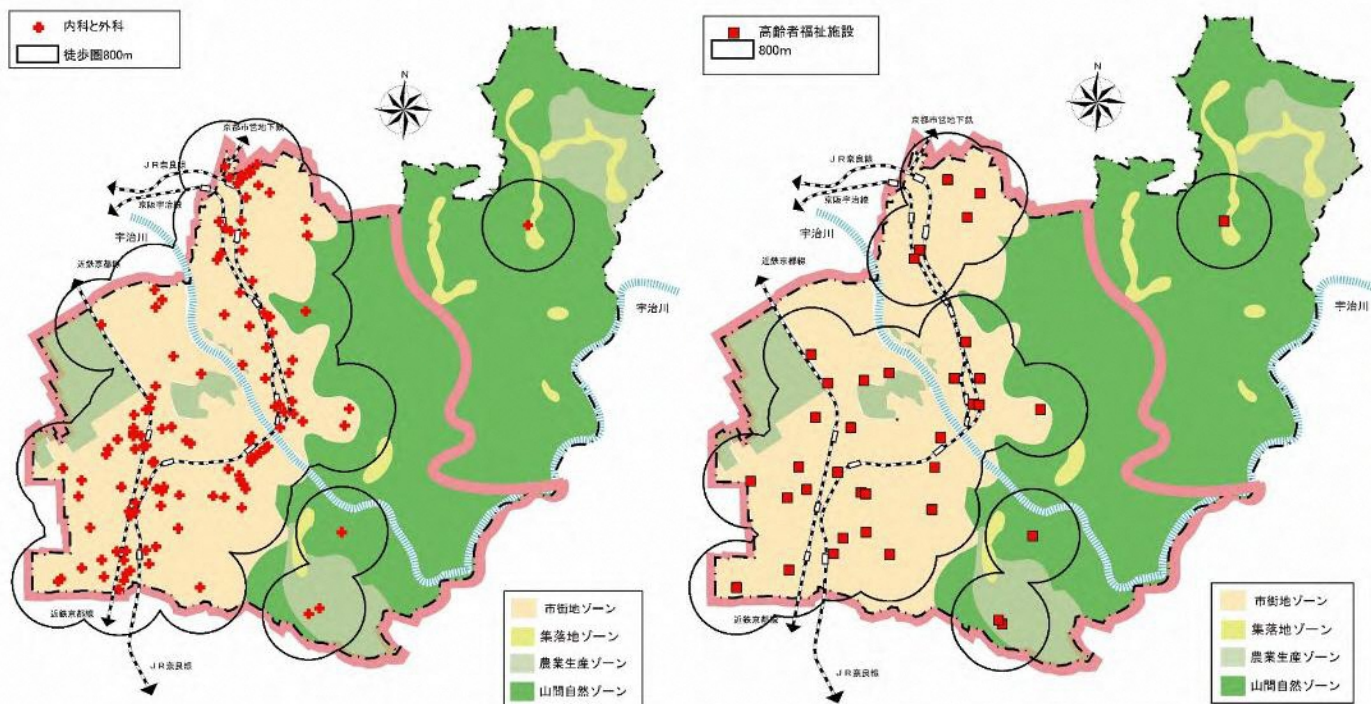 内科と外科
徒歩圏800m
N
京都市営地下鉄
JR奈良線
京阪宇治線
宇治川
近鉄京都線
宇治川
近鉄京都線
JR奈良線
市街地ゾーン
集落地ゾーン
農業生産ゾーン
山間自然ゾーン
高齢者福祉施設
800m
N
京都市営地下鉄
JR奈良線
京阪宇治線
宇治川
近鉄京都線
宇治川
近鉄京都線
JR奈良線
市街地ゾーン
集落地ゾーン
農業生産ゾーン
山間自然ゾーン